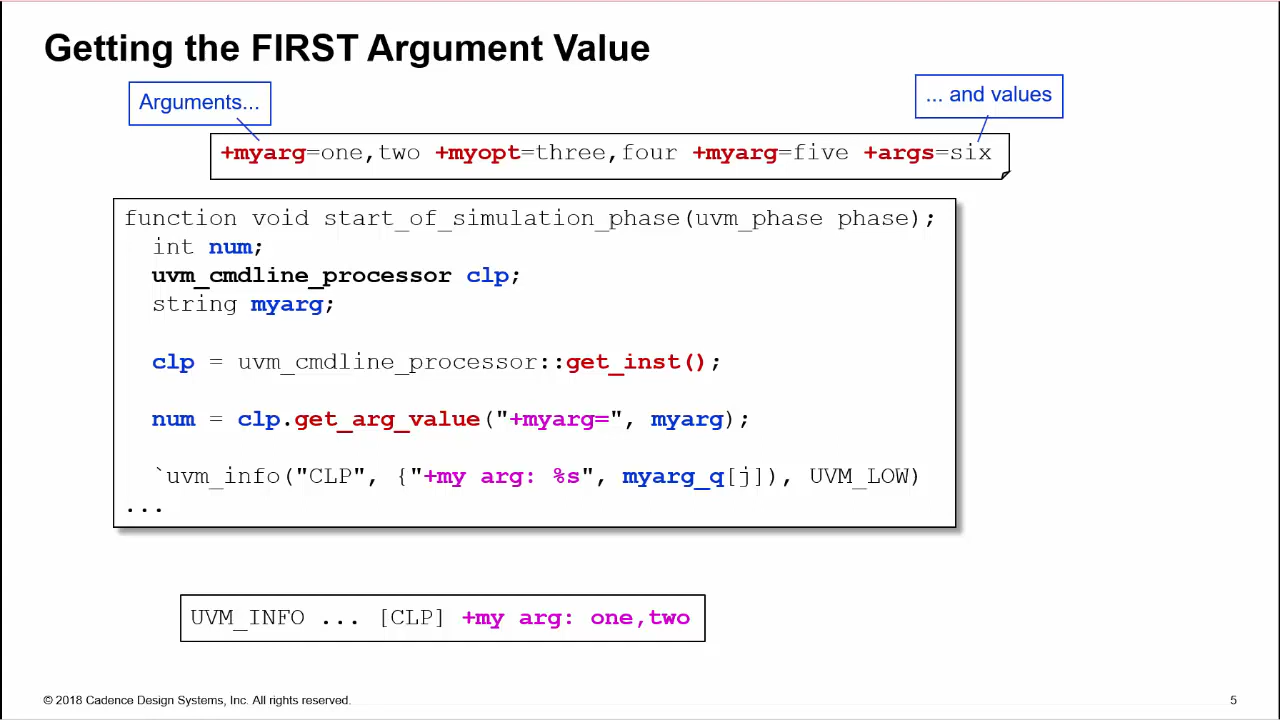 Getting the FIRST Argument Value
Arguments...
... and values
+myarg=one,two +myopt=three,four +myarg=five +args=six
function void start_of_simulation_phase(uvm_phase phase);
int num;
uvm_cmdline_processor clp;
string myarg;
clp = uvm_cmdline_processor::get_inst();
num = clp.get_arg_value("+myarg=", myarg);
`uvm_info("CLP", {"+my arg: %s", myarg_q[j]), UVM_LOW)
...
UVM_INFO ... [CLP] +my arg: one,two
© 2018 Cadence Design Systems, Inc. All rights reserved.
5